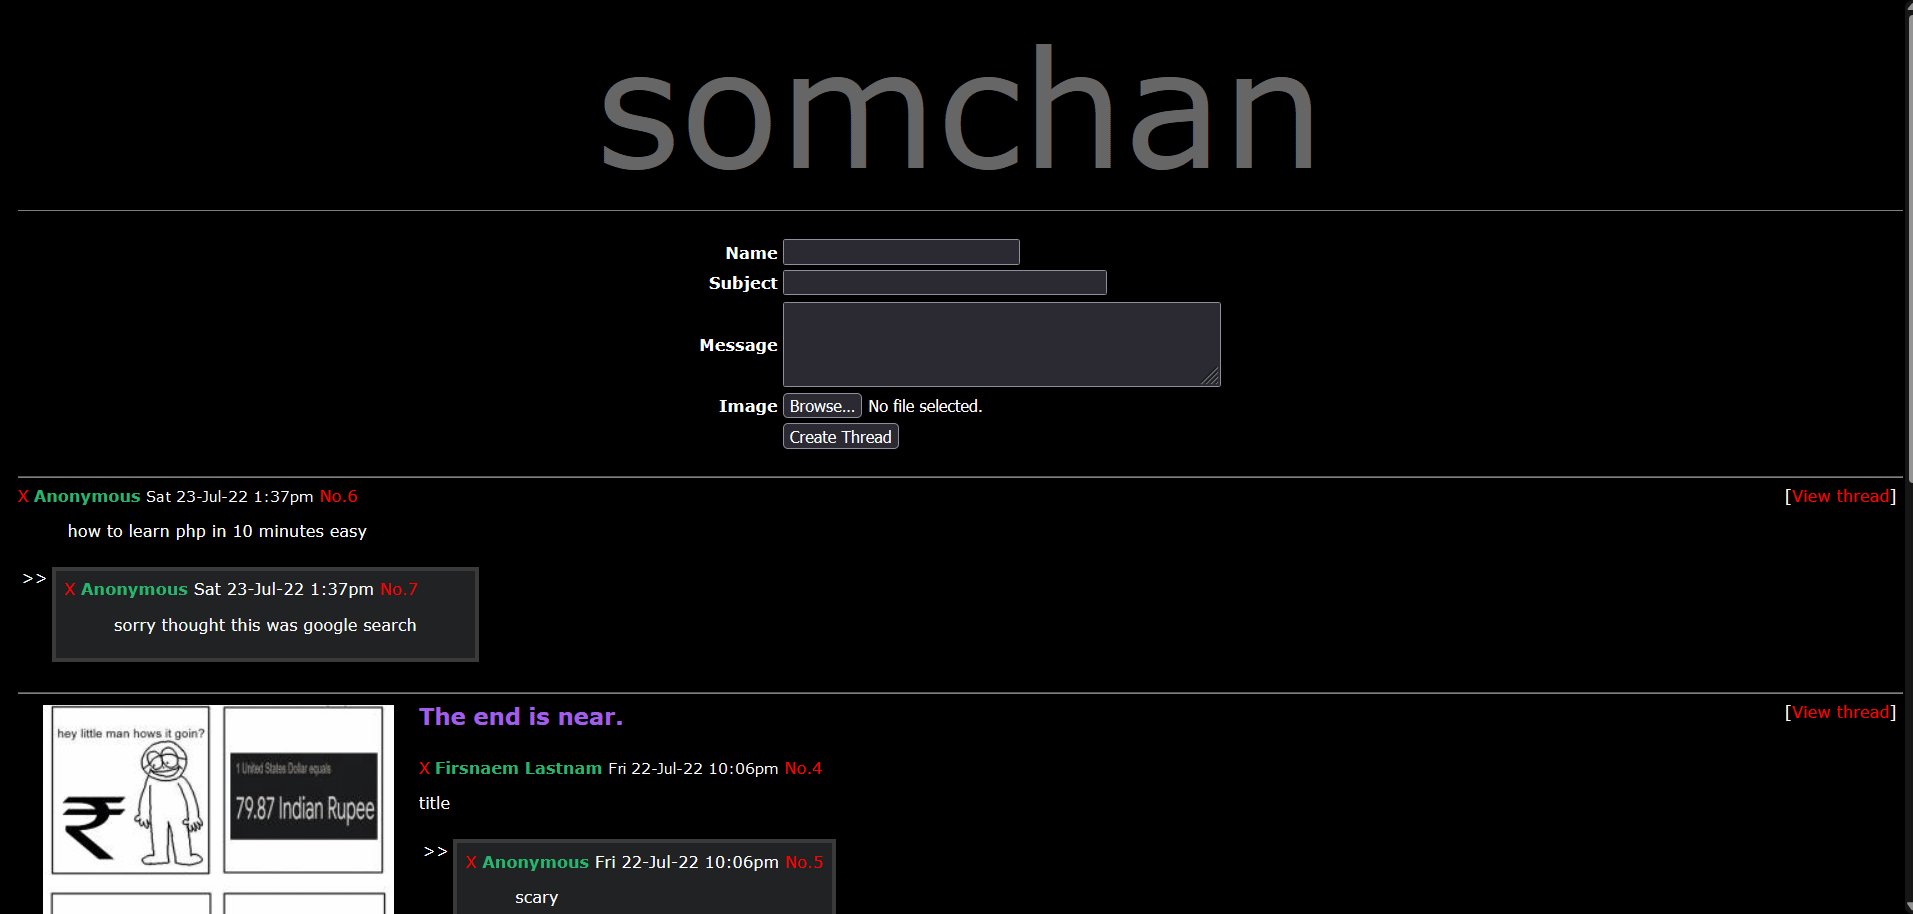 somchan
Name
Subject
Message
Image Browse... No file selected.
Create Thread
X Anonymous Sat 23-Jul-22 1:37pm No.6 [View thread]
how to learn php in 10 minutes easy
>> X Anonymous Sat 23-Jul-22 1:37pm No.7
sorry thought this was google search
The end is near. [View thread]
hey little man hows it goin?
₹
1 United States Dollar equals
79.87 Indian Rupee
X Firsnaem Lastnam Fri 22-Jul-22 10:06pm No.4
title
>> X Anonymous Fri 22-Jul-22 10:06pm No.5
scary